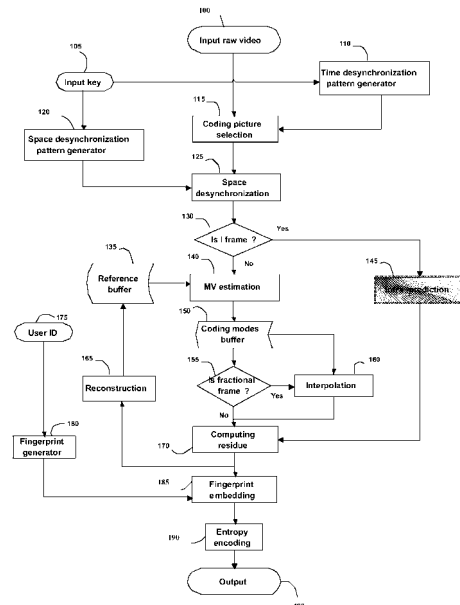 100
Input raw video
105
Input key
110
Time desynchronization
pattern generator
115
Coding picture
selection
120
Space desynchronization
pattern generator
125
Space
desynchronization
130
Is I frame ?
Yes
No
135
Reference
buffer
140
MV estimation
145
prediction
150
Coding modes
buffer
155
Is fractional
frame ?
Yes
No
160
Interpolation
165
Reconstruction
170
Computing
residue
175
User ID
180
Fingerprint
generator
185
Fingerprint
embedding
190
Entropy
encoding
Output